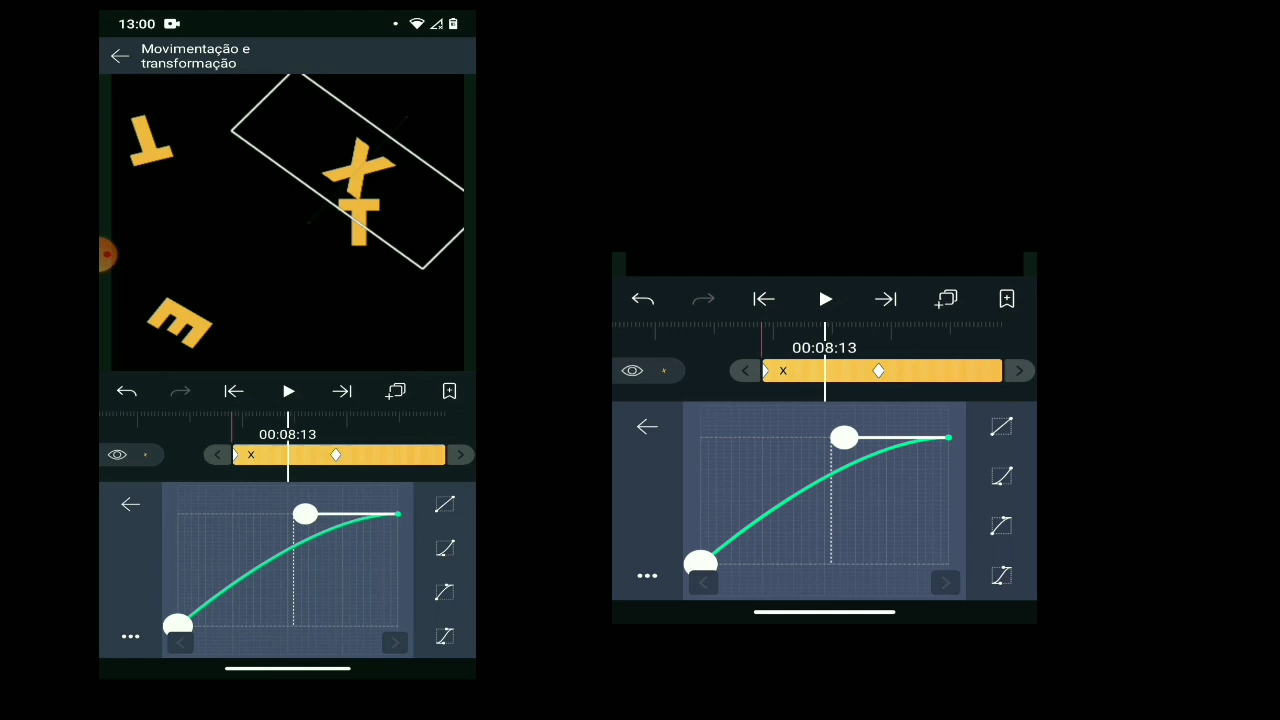 13:00
Movimentação e
transformação
T
X
T
E
00:08:13
x
00:08:13
x